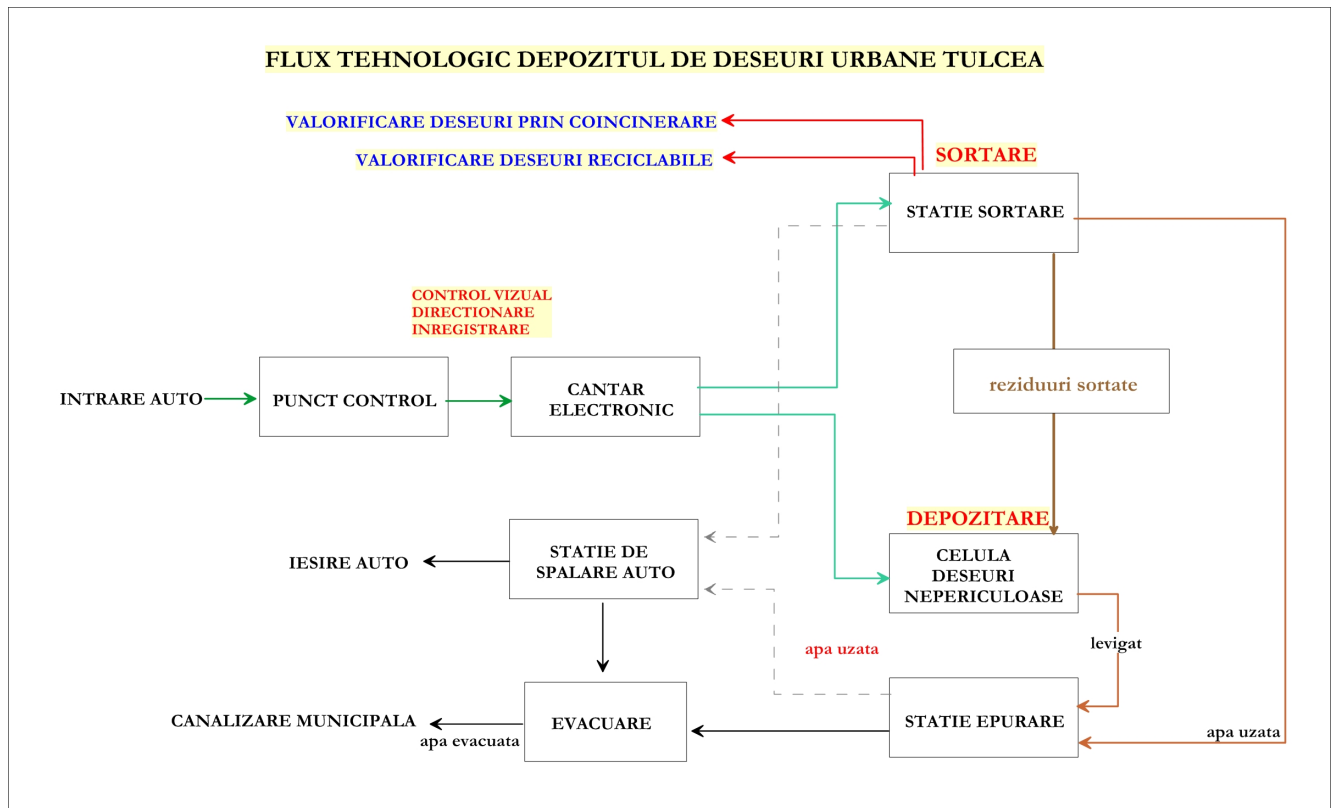 FLUX TEHNOLOGIC DEPOZITUL DE DESEURI URBANE TULCEA
VALORIFICARE DESEURI PRIN COINCINERARE
VALORIFICARE DESEURI RECICLABILE
SORTARE
STATIE SORTARE
CONTROL VIZUAL
DIRECTIONARE
INREGISTRARE
INTRARE AUTO
PUNCT CONTROL
CANTAR
ELECTRONIC
reziduuri sortate
DEPOZITARE
IESIRE AUTO
STATIE DE
SPALARE AUTO
CELULA
DESEURI
NEPERICULOASE
levigat
apa uzata
CANALIZARE MUNICIPALA
apa evacuata
EVACUARE
STATIE EPURARE
apa uzata